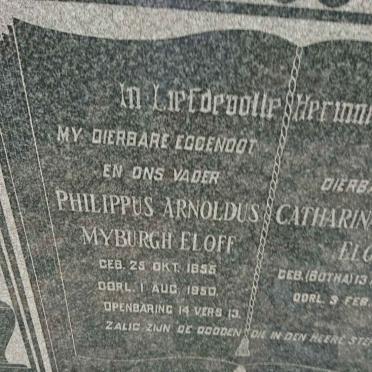 In Liefdevolle Herinn
MY DIERBARE EGGENOOT
EN ONS VADER
PHILIPPUS ARNOLDUS
MYBURGH ELOFF
GEB. 25 OKT. 1855
OORL. 1 AUG. 1950.
OPENBARING 14 VERS 13.
ZALIG ZIJN DE DOODEN DIE IN DEN HEERE STE
DIERBA
CATHARIN
ELO
GEB. (BOTHA) 13
OORL. 3 FEB.